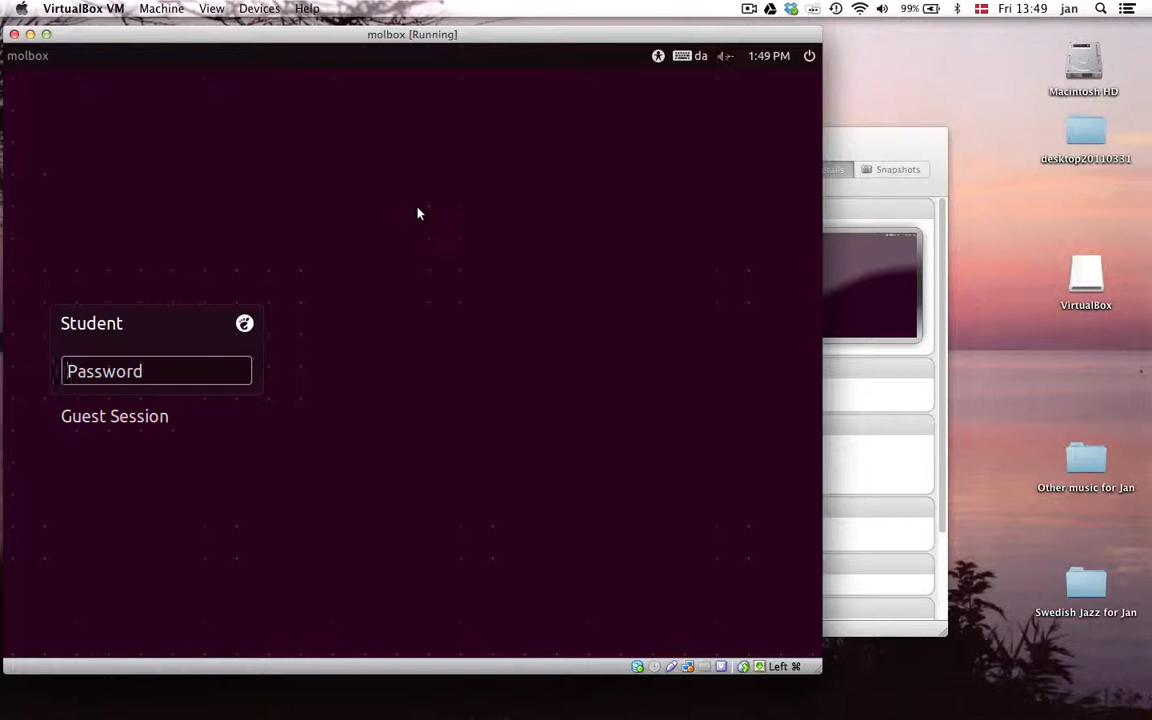 VirtualBox VM Machine View Devices Help 99% Fri 13:49 jan
molbox [Running]
molbox da 1:49 PM
Macintosh HD
desktop20110331
Snapshots
Student
Password
Guest Session
VirtualBox
Other music for Jan
Swedish Jazz for Jan
Left ⌘